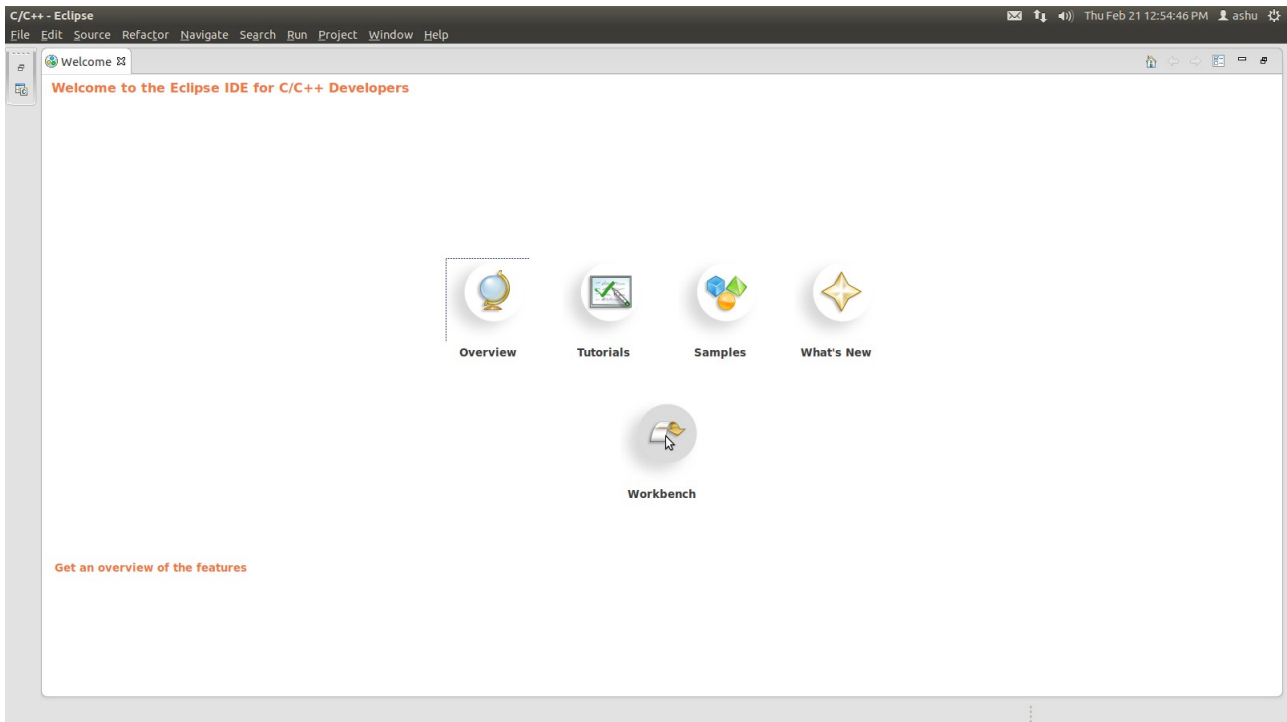 C/C++ - Eclipse
Thu Feb 21 12:54:46 PM ashu
File Edit Source Refactor Navigate Search Run Project Window Help
Welcome
Welcome to the Eclipse IDE for C/C++ Developers
Overview Tutorials Samples What's New
Workbench
Get an overview of the features